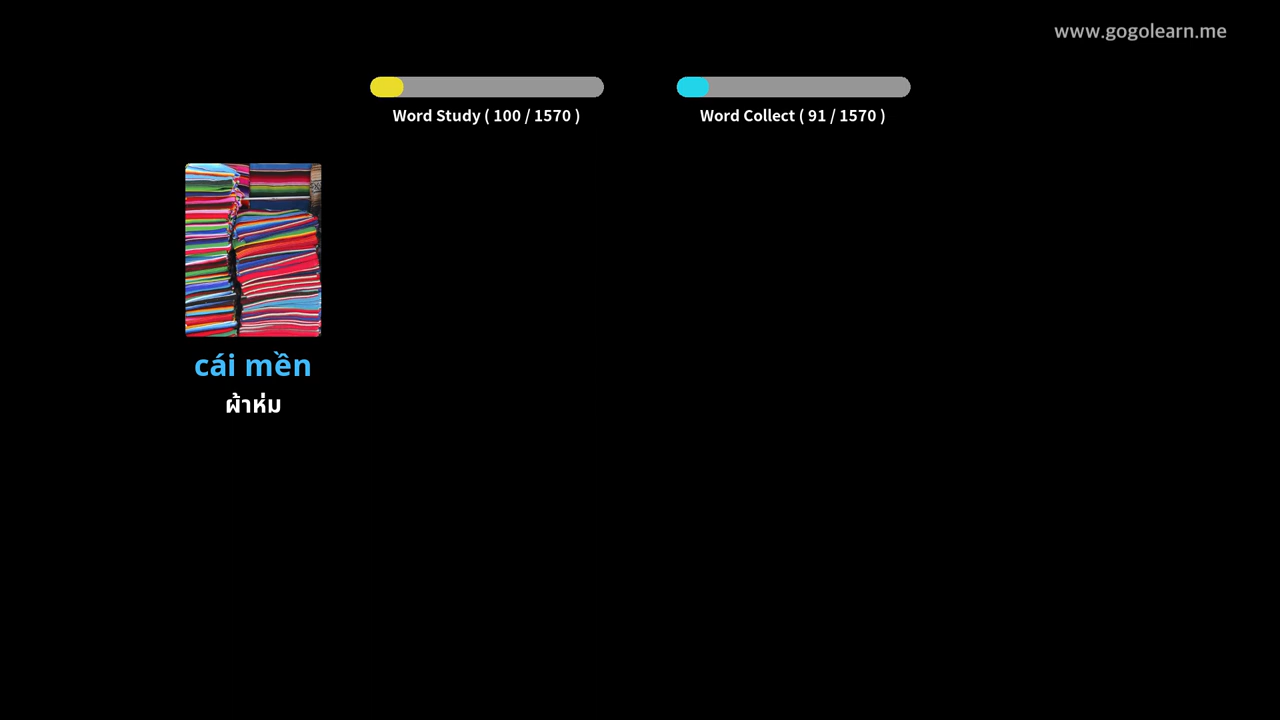 www.gogolearn.me
Word Study ( 100 / 1570 )
Word Collect ( 91 / 1570 )
cái mền
ผ้าห่ม